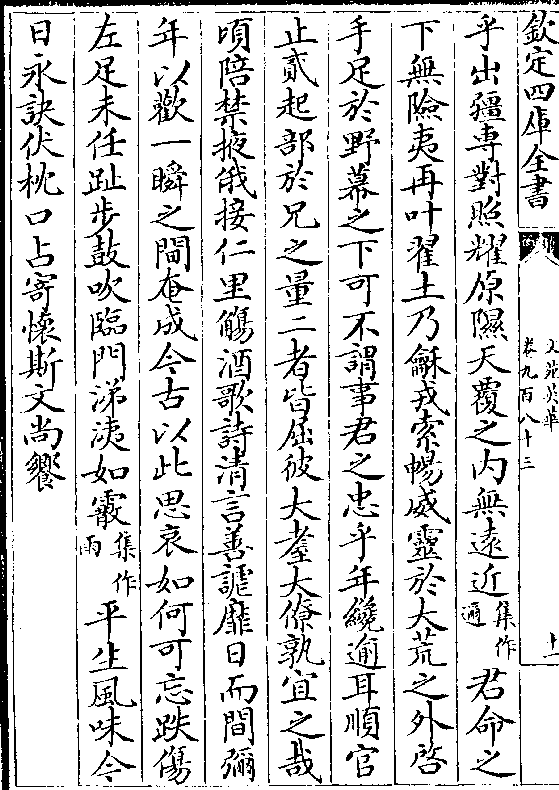 欽定四庫全書
文苑英華
卷九百八十三
十一
乎出彊專對照耀原隰天覆之内無遠近集作邇君命之
下無險夷再叶翟土乃龢戎索暢威靈於大荒之外啓
手足於野幕之下可不謂事君之忠乎年纔逾耳順官
止貳起部於兄之量二者皆屈彼大耋大僚孰宜之哉
頃陪禁掖俄接仁里觴酒歌詩清言善謔靡日而間彌
年以歡一瞬之間奄成今古以此思哀如何可忘跌傷
左足未任趾步鼓吹臨門涕洟如霰集作雨平生風味今
日永訣伏枕口占寄懷斯文尚饗